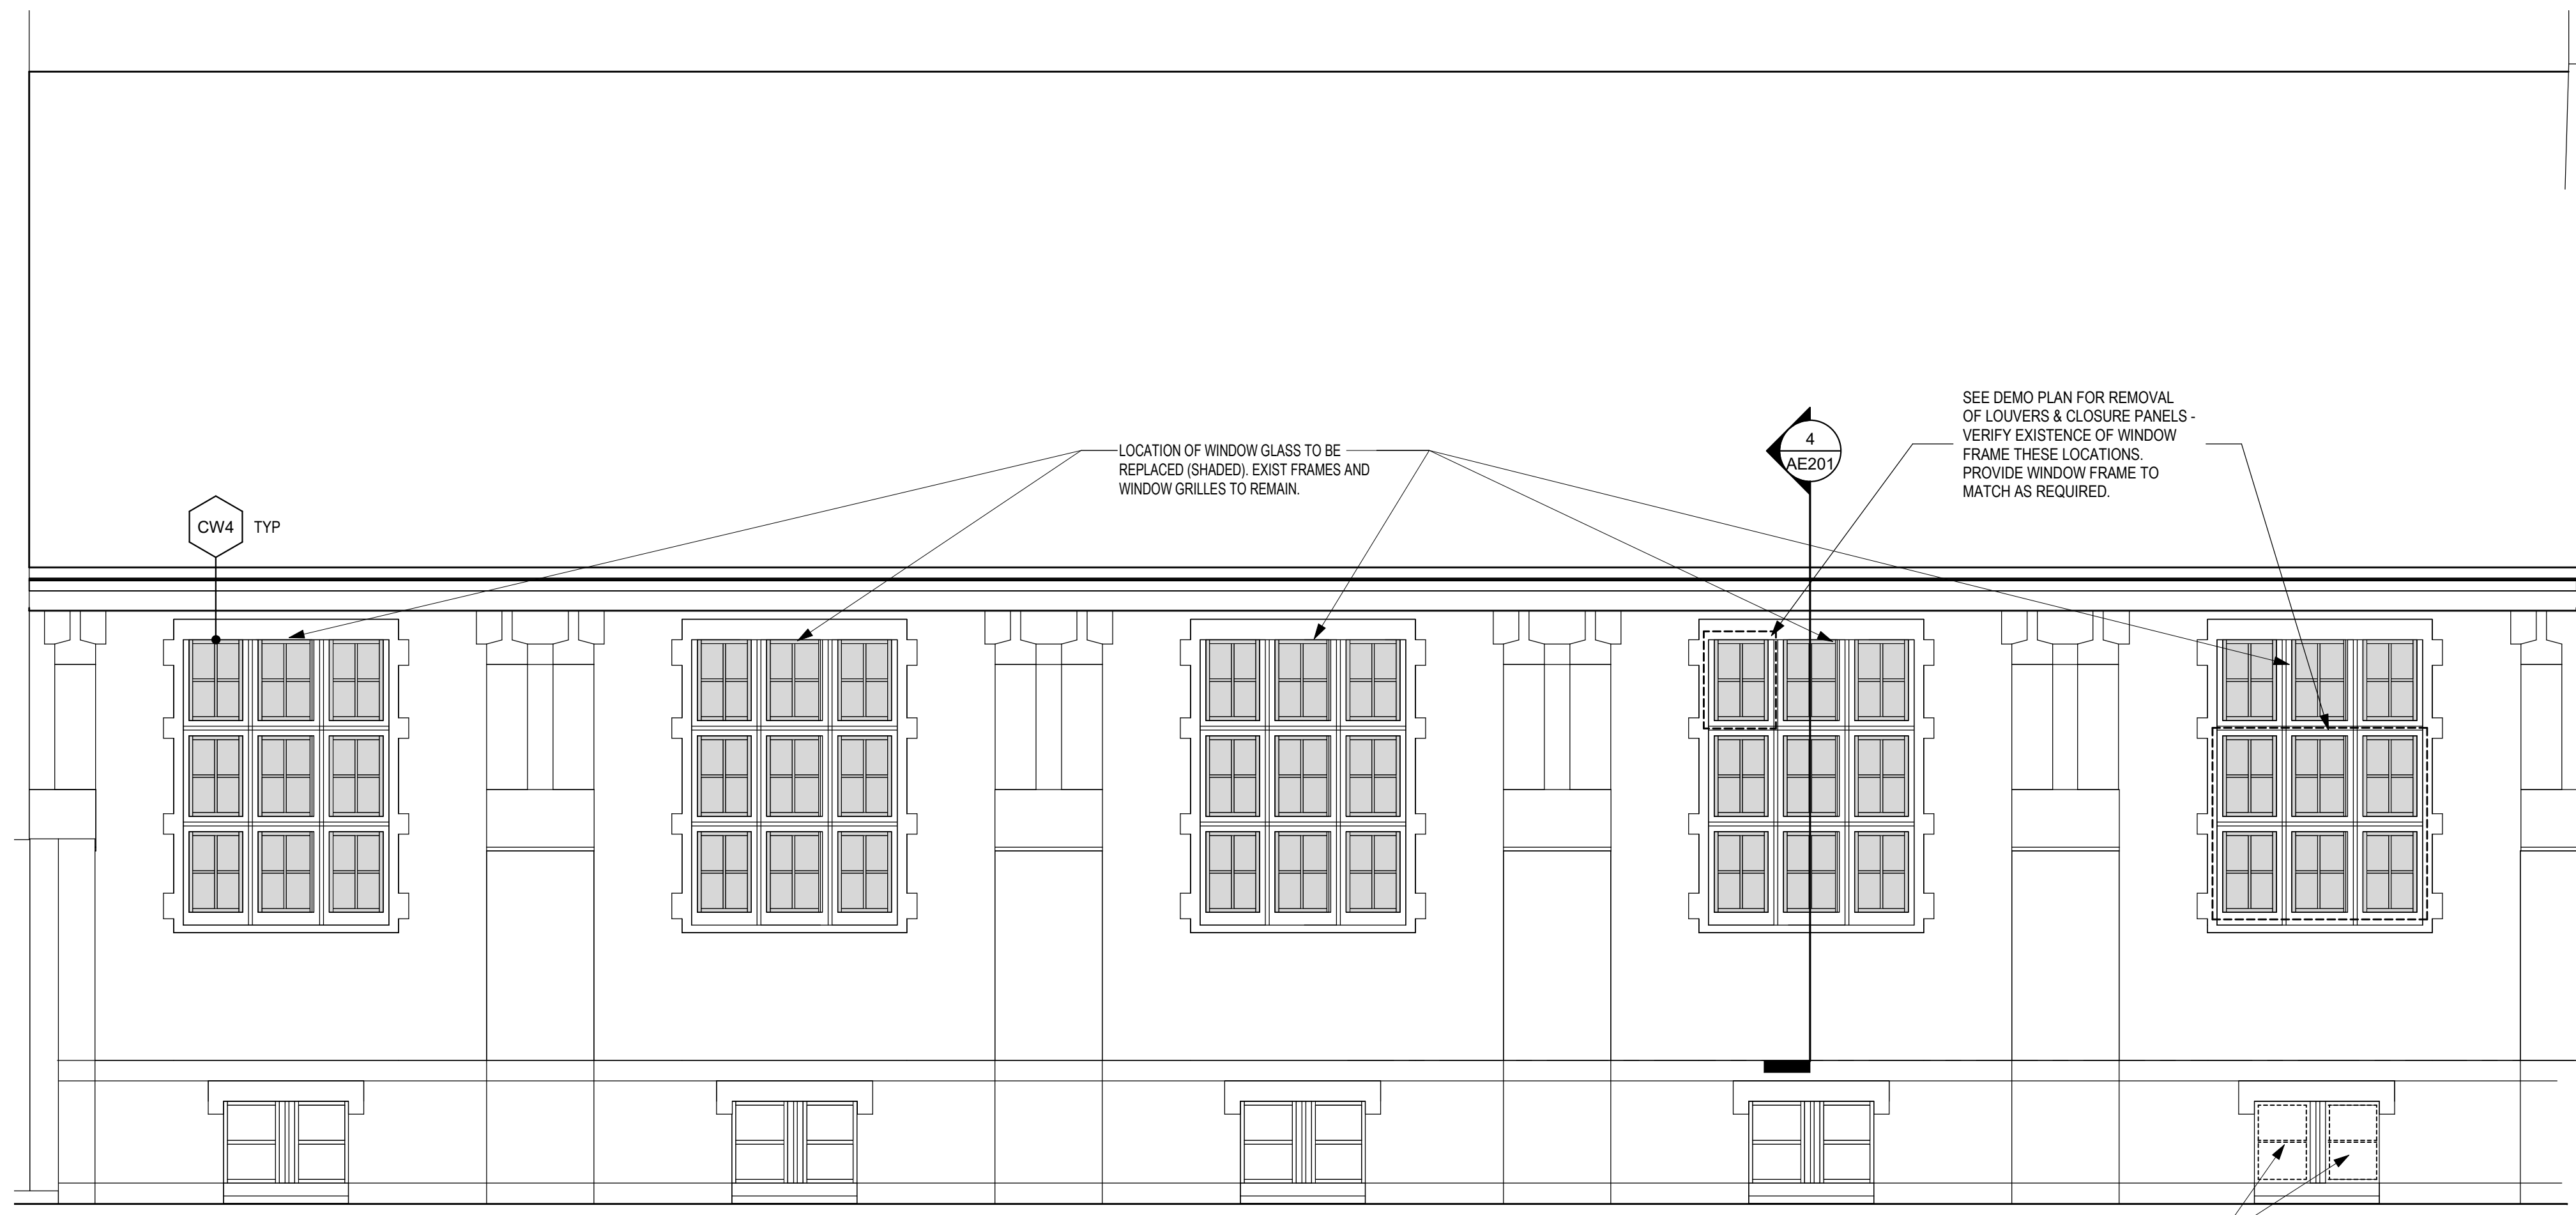 SEE DEMO PLAN FOR REMOVAL
OF LOUVERS & CLOSURE PANELS -
VERIFY EXISTENCE OF WINDOW
FRAME THESE LOCATIONS.
PROVIDE WINDOW FRAME TO
MATCH AS REQUIRED.
LOCATION OF WINDOW GLASS TO BE
REPLACED (SHADED). EXIST FRAMES AND
WINDOW GRILLES TO REMAIN.
4
AE201
CW4 TYP